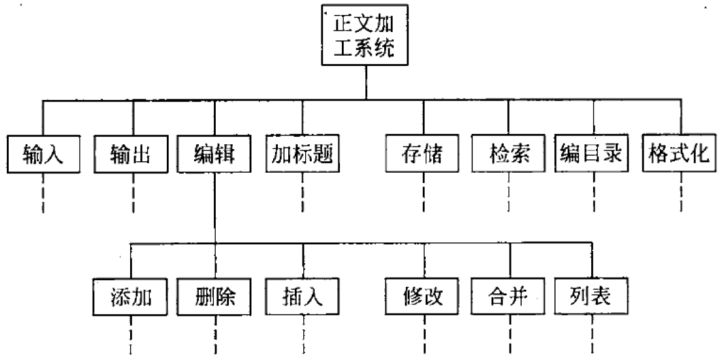 正文加
工系统
输入 输出 编辑 加标题 存储 检索 编目录 格式化
添加 删除 插入 修改 合并 列表